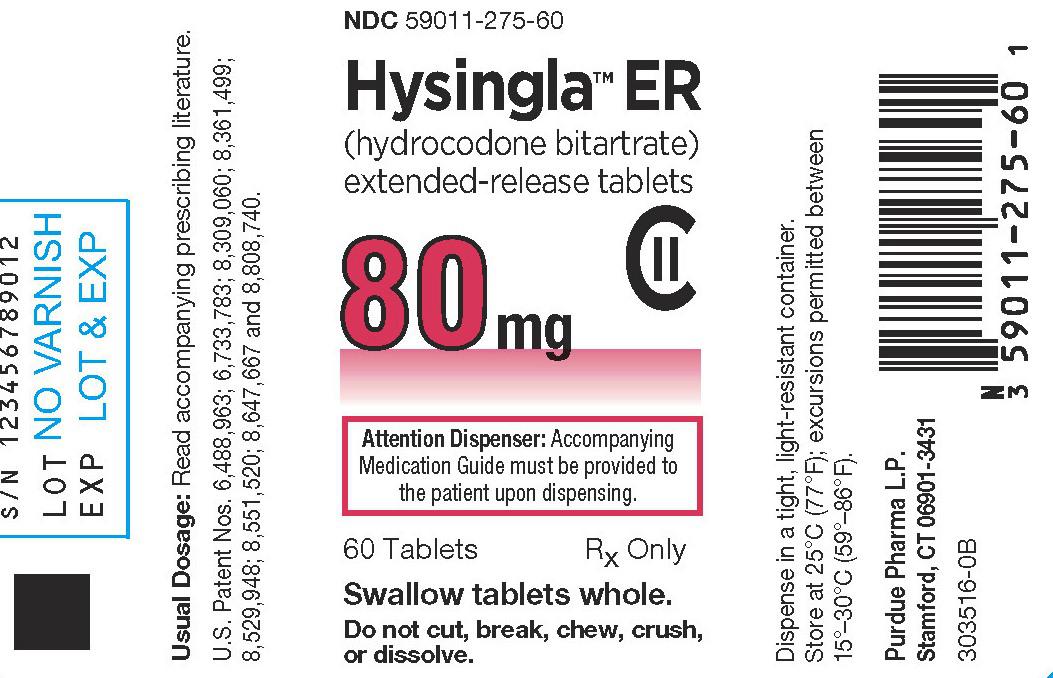 S/N 123456789012
LOT NO VARNISH
EXP LOT & EXP
Usual Dosage: Read accompanying prescribing literature.
U.S. Patent Nos. 6,488,963; 6,733,783; 8,309,060; 8,361,499;
8,529,948; 8,551,520; 8,647,667 and 8,808,740.
NDC 59011-275-60
Hysingla™ ER
(hydrocodone bitartrate)
extended-release tablets
80 mg
CII
Attention Dispenser: Accompanying
Medication Guide must be provided to
the patient upon dispensing.
60 Tablets Rx Only
Swallow tablets whole.
Do not cut, break, chew, crush,
or dissolve.
Dispense in a tight, light-resistant container.
Store at 25°C (77°F); excursions permitted between
15°–30°C (59°–86°F).
Purdue Pharma L.P.
Stamford, CT 06901-3431
303516-0B
N
3 59011-275-60 1